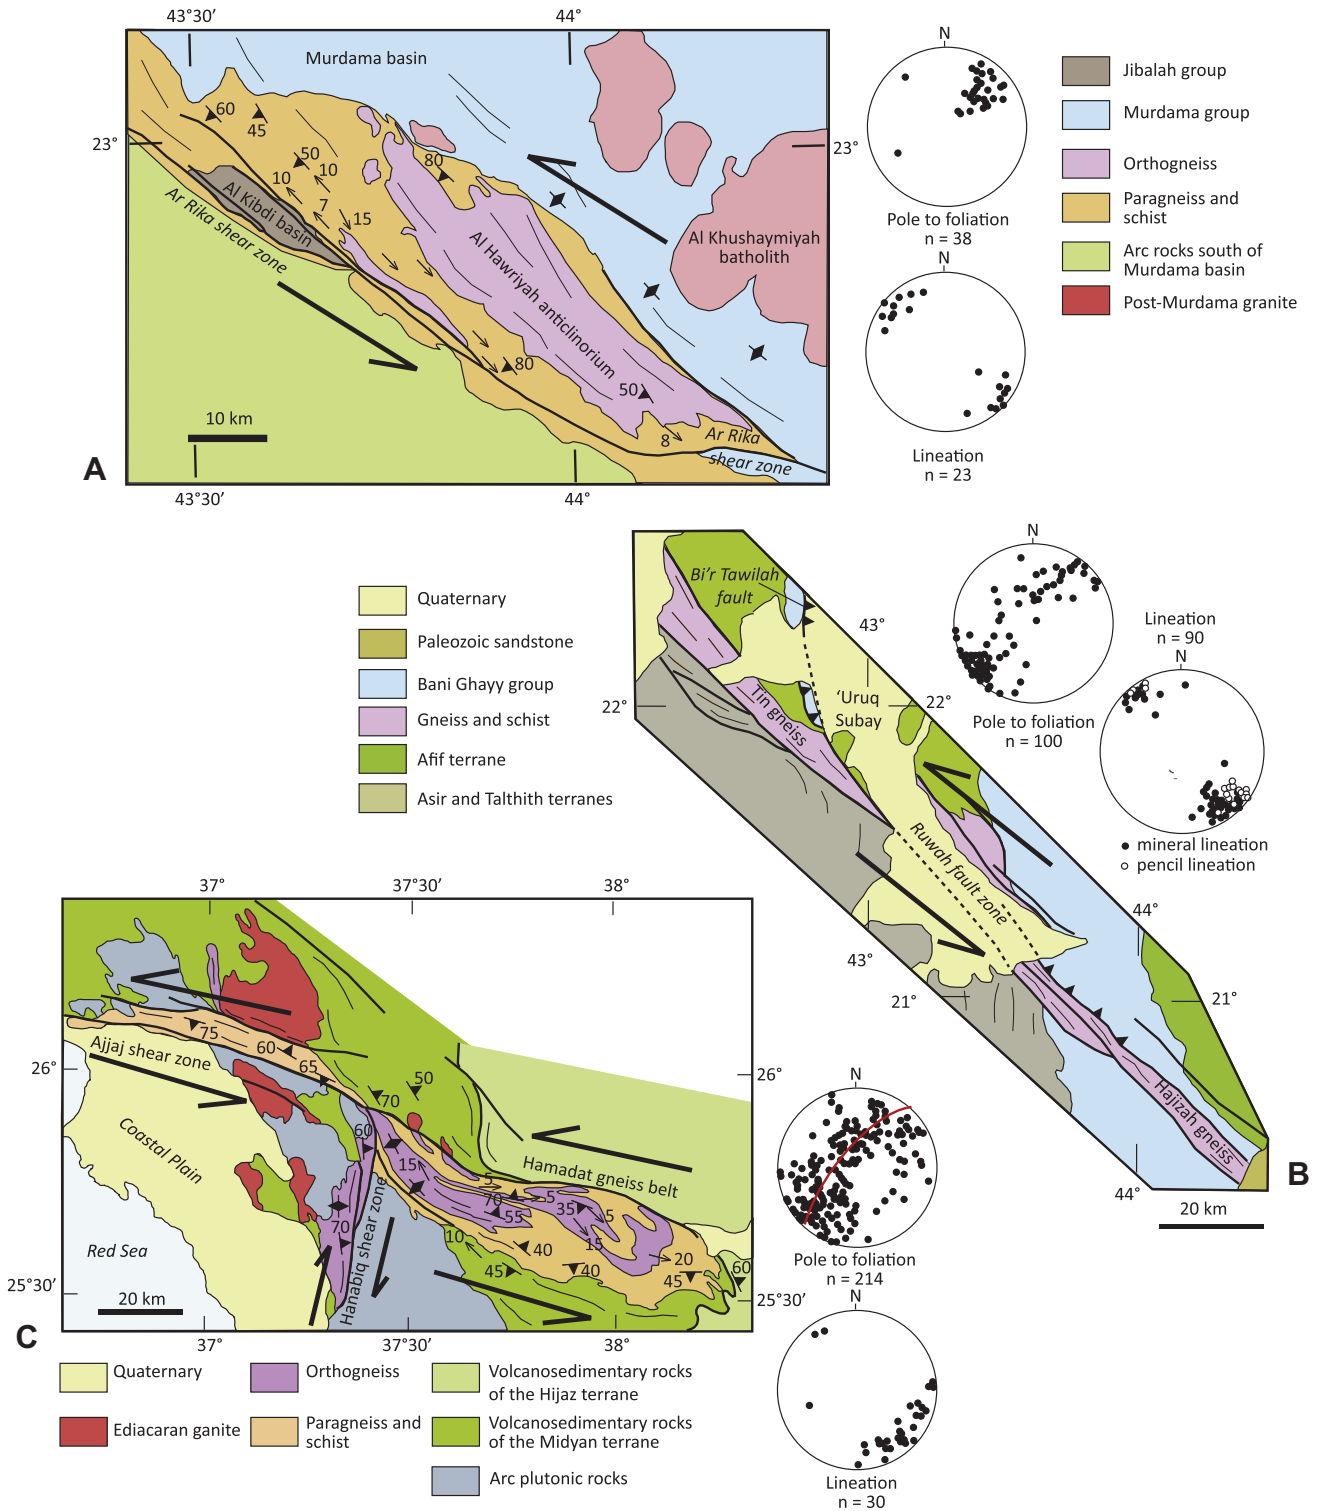 43°30′
44°
Murdama basin
60
45
23°
50
10
10
7
15
80
Al Kibdi basin
Ar Rika shear zone
Al Hawriyah anticlinorium
Al Khushaymiyah
batholith
23°
80
50
8
Ar Rika
shear zone
10 km
A
43°30′
44°
N
Pole to foliation
n = 38
N
Lineation
n = 23
Jibalah group
Murdama group
Orthogneiss
Paragneiss and
schist
Arc rocks south of
Murdama basin
Post-Murdama granite
Quaternary
Paleozoic sandstone
Bani Ghayy group
Gneiss and schist
Afif terrane
Asir and Talthith terranes
Bi’r Tawilah
fault
43°
22°
Tin gneiss
‘Uruq
Subay
22°
Ruwah fault zone
43°
21°
44°
21°
Hajizah gneiss
44°
20 km
B
N
Pole to foliation
n = 100
Lineation
n = 90
N
mineral lineation
pencil lineation
37°
37°30′
38°
75
60
65
Ajjaj shear zone
26°
26°
50
70
60
15
Coastal Plain
Hamadat gneiss belt
5
70
55
5
35
5
15
20
70
10
40
45
40
45
60
Hanabiq shear zone
Red Sea
25°30′
25°30′
20 km
C
37°
37°30′
38°
N
Pole to foliation
n = 214
N
Lineation
n = 30
Quaternary
Ediacaran ganite
Orthogneiss
Paragneiss and
schist
Volcanosedimentary rocks
of the Hijaz terrane
Volcanosedimentary rocks
of the Midyan terrane
Arc plutonic rocks